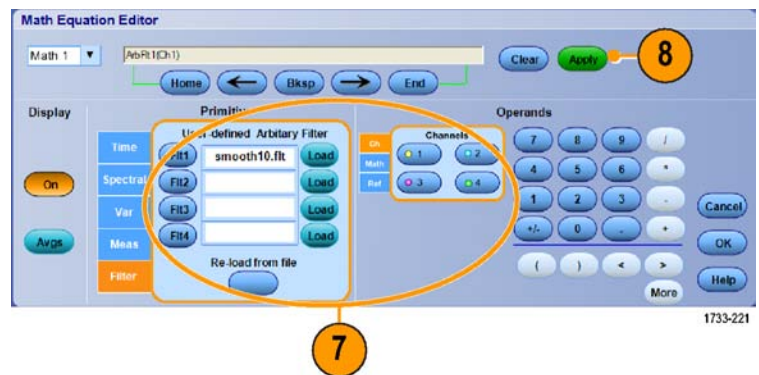 Math Equation Editor
Math 1
ArbFlt1(Ch1)
Clear
Apply
8
Home
←
Bksp
→
End
Display
On
Avgs
Time
Spectral
Var
Meas
Filter
User-defined Arbitary Filter
Flt1
smooth10.flt
Load
Flt2
Load
Flt3
Load
Flt4
Load
Re-load from file
Ch
Math
Ref
Channels
1
2
3
4
Operands
7 8 9 /
4 5 6 *
1 2 3 -
+/- 0 . +
( ) < >
More
Cancel
OK
Help
1733-221
7